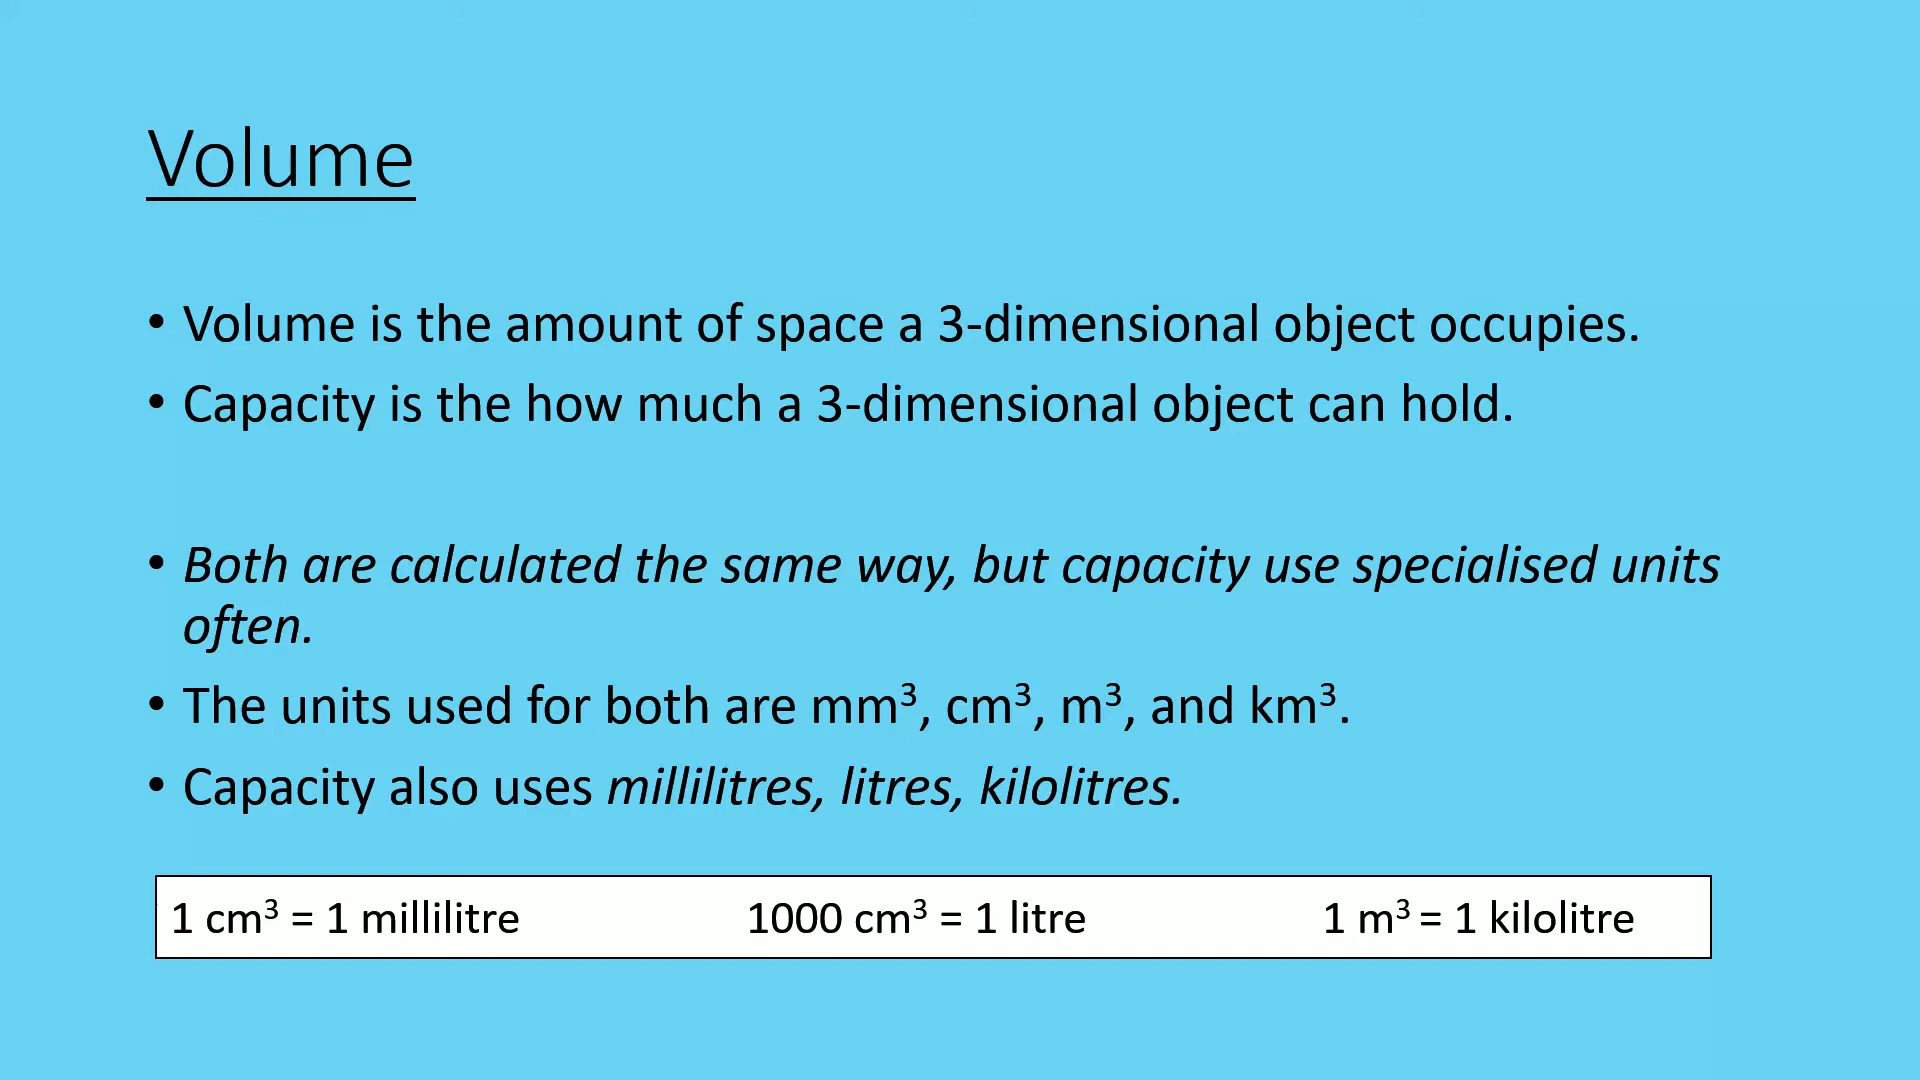 Volume
• Volume is the amount of space a 3-dimensional object occupies.
• Capacity is the how much a 3-dimensional object can hold.
• Both are calculated the same way, but capacity use specialised units
often.
• The units used for both are mm³, cm³, m³, and km³.
• Capacity also uses millilitres, litres, kilolitres.
1 cm³ = 1 millilitre 1000 cm³ = 1 litre 1 m³ = 1 kilolitre